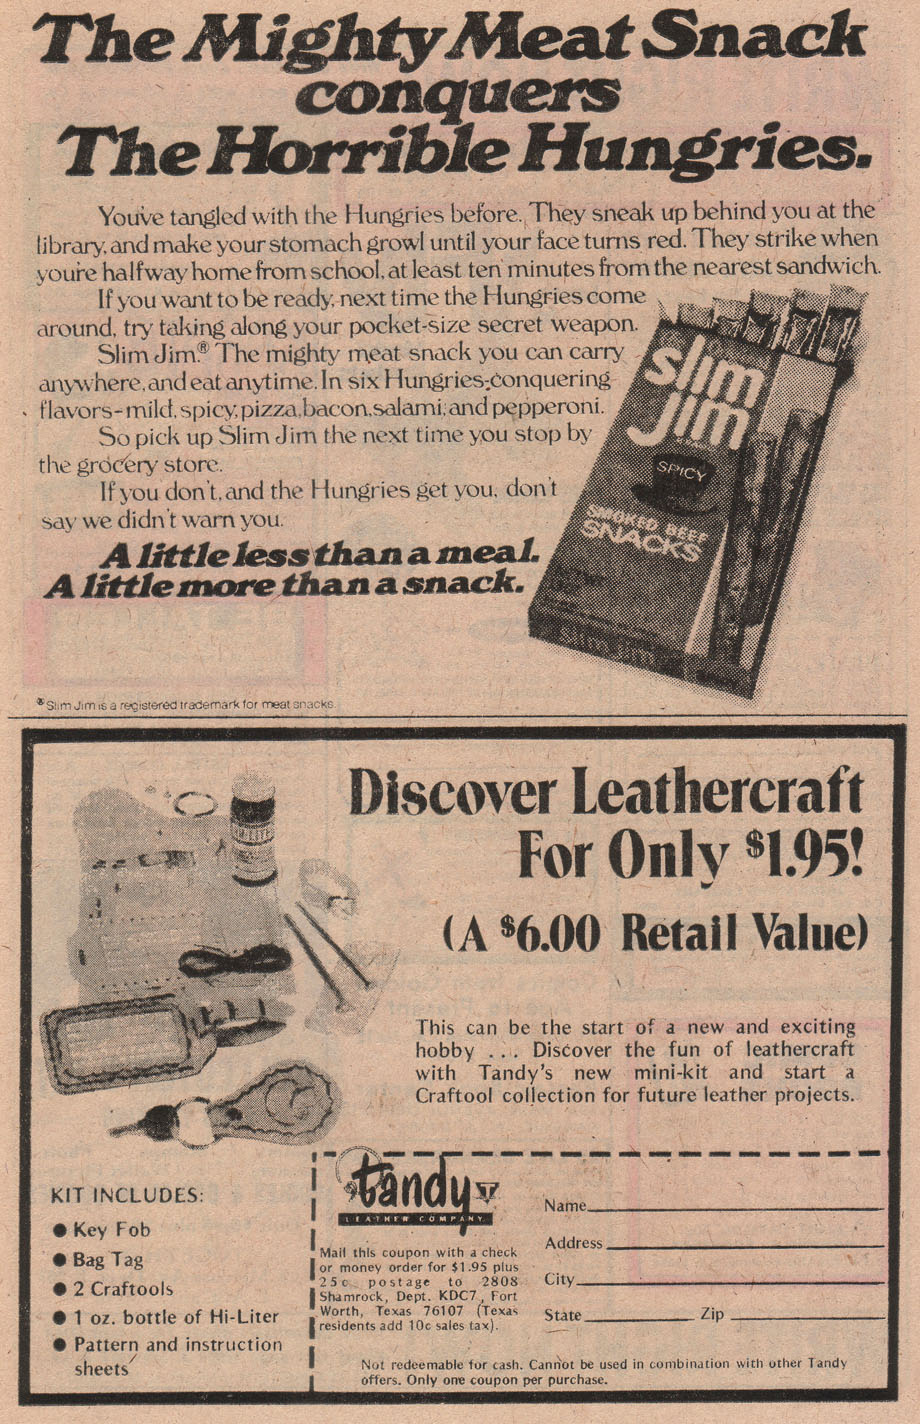 The Mighty Meat Snack
conquers
The Horrible Hungries.
You've tangled with the Hungries before. They sneak up behind you at the
library, and make your stomach growl until your face turns red. They strike when
you're halfway home from school, at least ten minutes from the nearest sandwich.
If you want to be ready, next time the Hungries come
around, try taking along your pocket-size secret weapon.
Slim Jim.® The mighty meat snack you can carry
anywhere, and eat anytime. In six Hungries-conquering
flavors-mild, spicy, pizza, bacon, salami, and pepperoni.
So pick up Slim Jim the next time you stop by
the grocery store.
If you don't, and the Hungries get you, don't
say we didn't warn you.
A little less than a meal.
A little more than a snack.
slim
jim
SPICY
SMOKED BEEF
SNACKS
Slim Jim
® Slim Jim is a registered trademark for meat snacks.
Discover Leathercraft
For Only $1.95!
(A $6.00 Retail Value)
This can be the start of a new and exciting
hobby ... Discover the fun of leathercraft
with Tandy's new mini-kit and start a
Craftool collection for future leather projects.
KIT INCLUDES:
● Key Fob
● Bag Tag
● 2 Craftools
● 1 oz. bottle of Hi-Liter
● Pattern and instruction
sheets
tandy
LEATHER COMPANY
Mail this coupon with a check
or money order for $1.95 plus
25c postage to 2808
Shamrock, Dept. KDC7, Fort
Worth, Texas 76107 (Texas
residents add 10c sales tax).
Name
Address
City
State Zip
Not redeemable for cash. Cannot be used in combination with other Tandy
offers. Only one coupon per purchase.